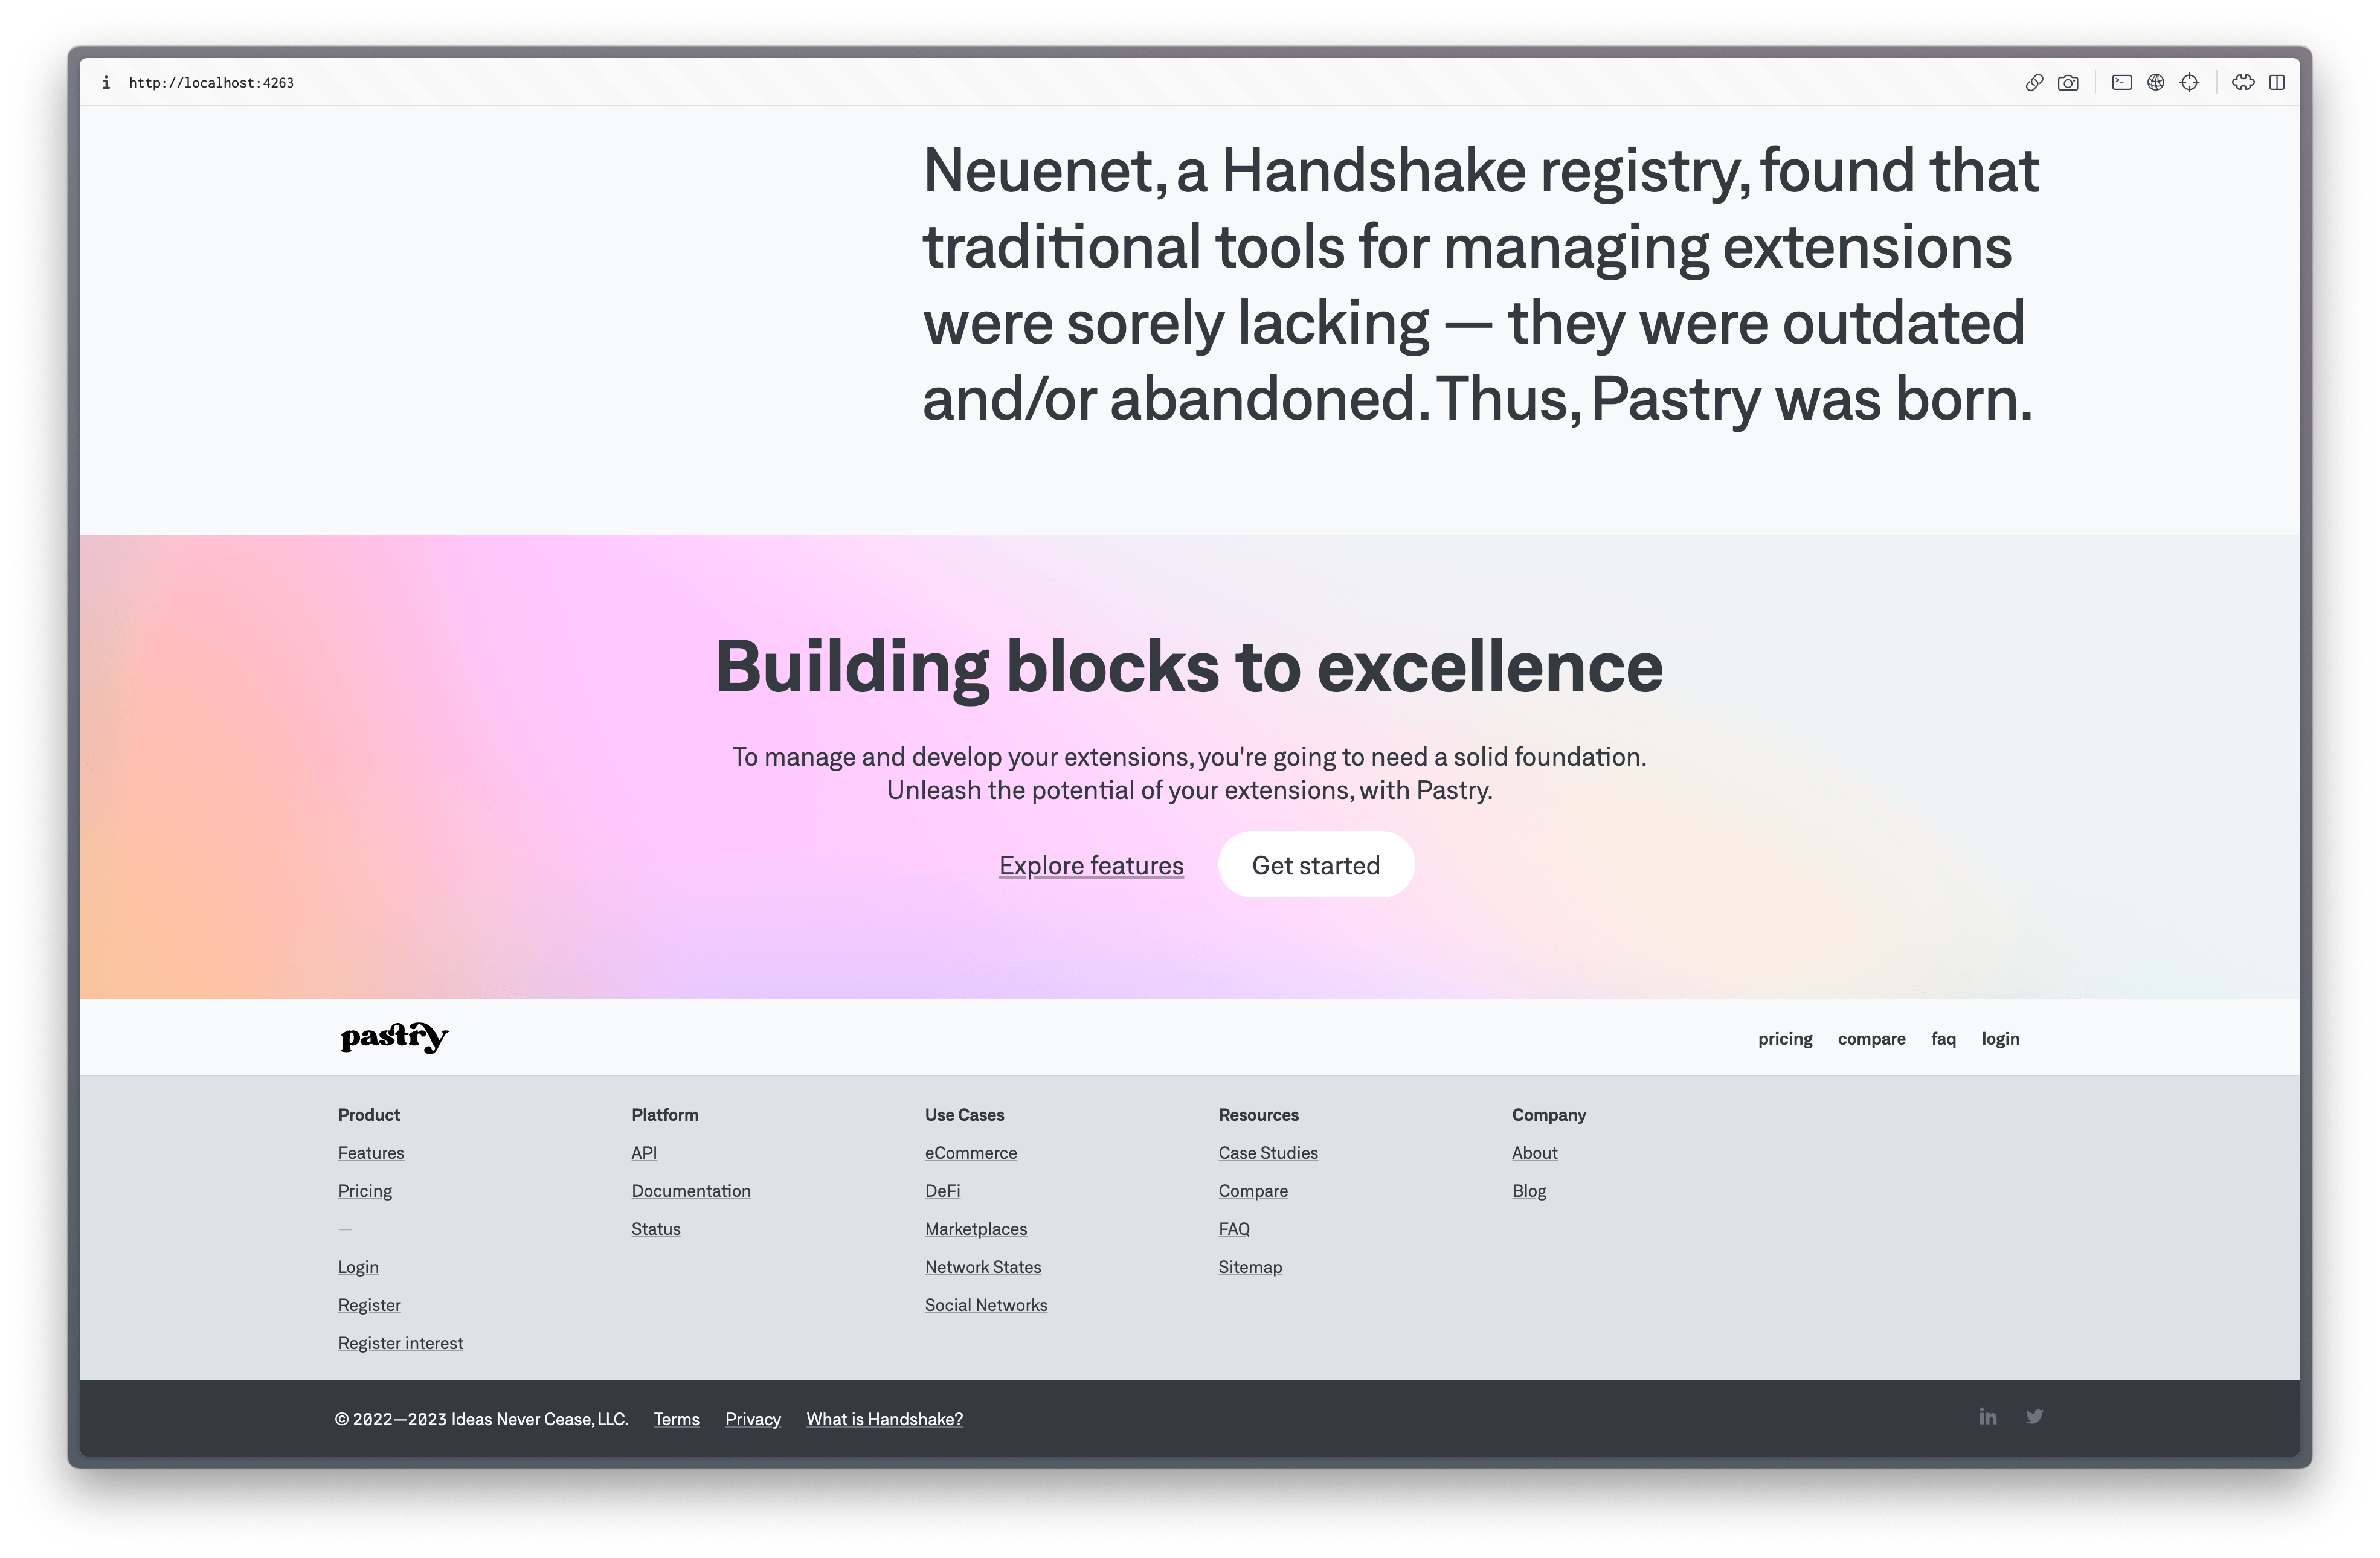 http://localhost:4263
Neuenet, a Handshake registry, found that
traditional tools for managing extensions
were sorely lacking — they were outdated
and/or abandoned. Thus, Pastry was born.
Building blocks to excellence
To manage and develop your extensions, you're going to need a solid foundation.
Unleash the potential of your extensions, with Pastry.
Explore features Get started
pastry pricing compare faq login
Product
Features
Pricing
—
Login
Register
Register interest
Platform
API
Documentation
Status
Use Cases
eCommerce
DeFi
Marketplaces
Network States
Social Networks
Resources
Case Studies
Compare
FAQ
Sitemap
Company
About
Blog
© 2022—2023 Ideas Never Cease, LLC. Terms Privacy What is Handshake? in